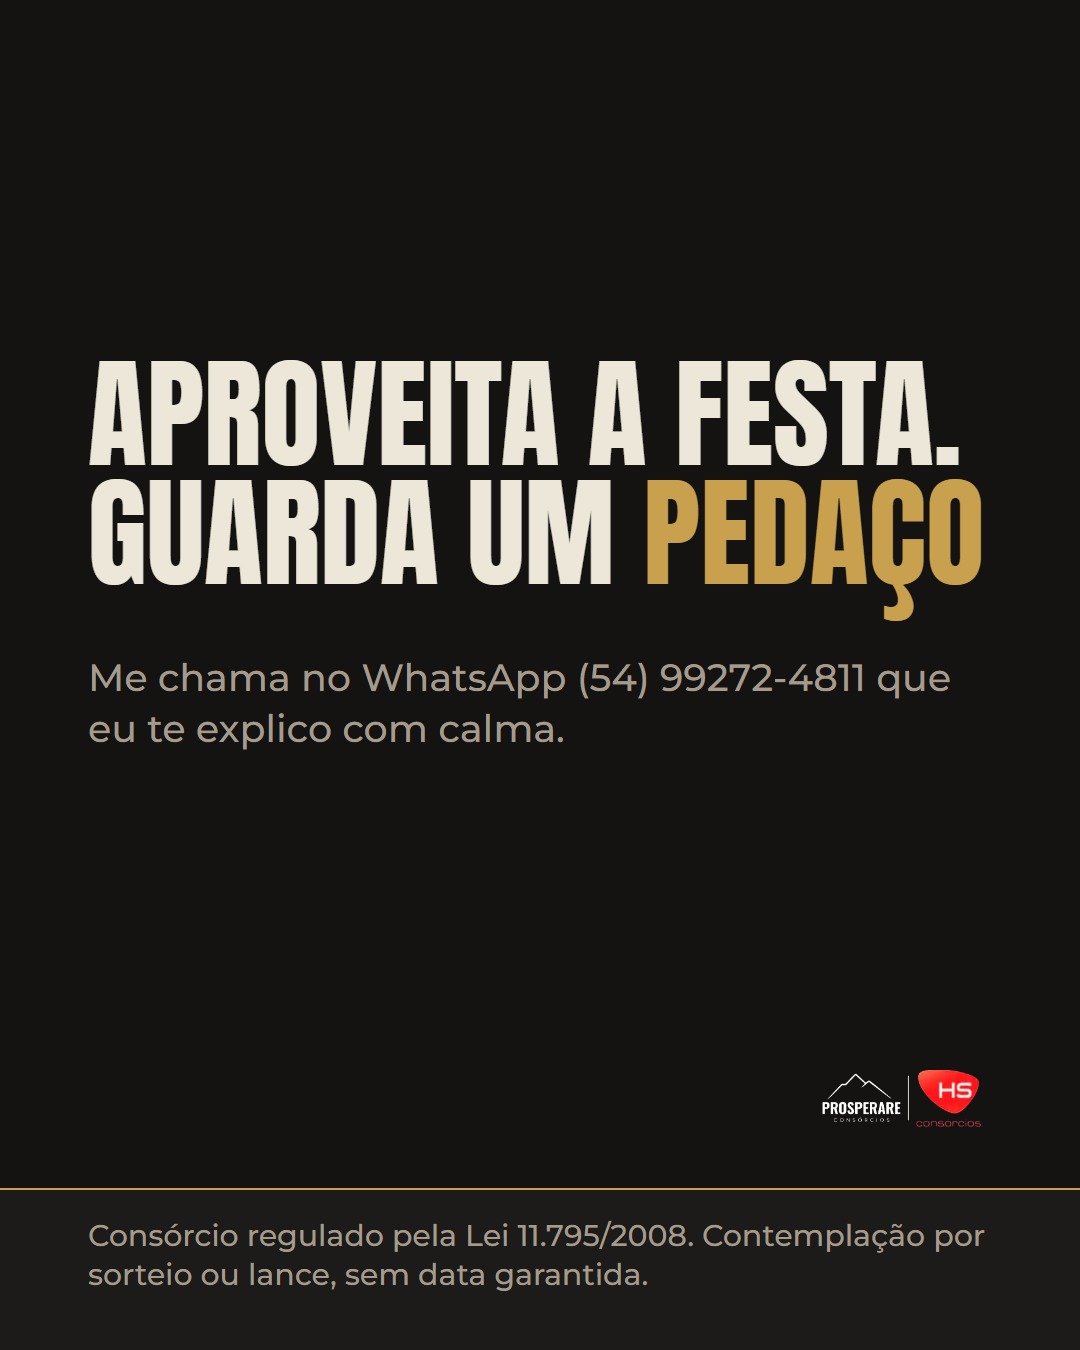 APROVEITA A FESTA.
GUARDA UM PEDAÇO
Me chama no WhatsApp (54) 99272-4811 que
eu te explico com calma.
PROSPERARE
CONSÓRCIOS
HS
consorcios
Consórcio regulado pela Lei 11.795/2008. Contemplação por
sorteio ou lance, sem data garantida.